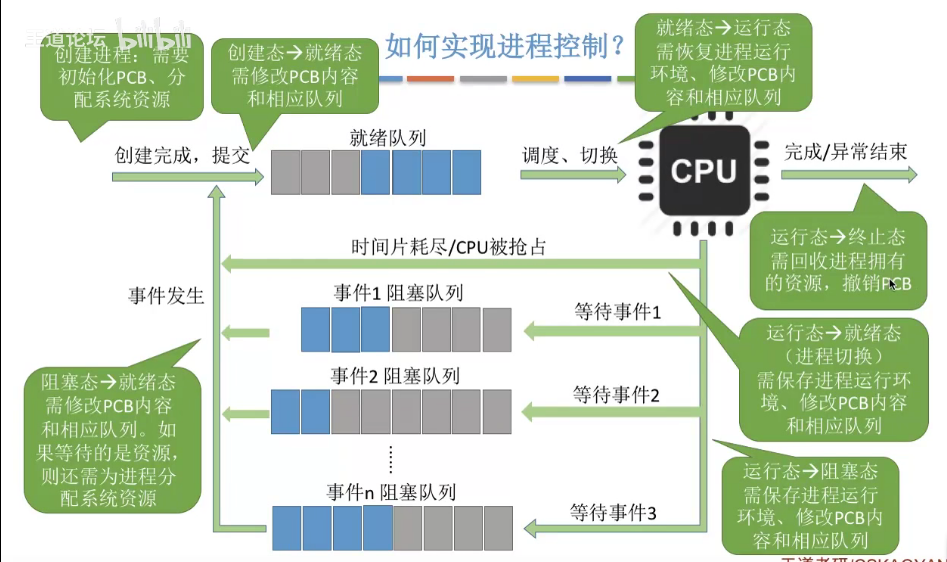 王道论坛 bilibili
如何实现进程控制？
创建进程：需要
初始化PCB、分
配系统资源
创建态→就绪态
需修改PCB内容
和相应队列
就绪态→运行态
需恢复进程运行
环境、修改PCB内
容和相应队列
创建完成，提交
就绪队列
调度、切换
CPU
完成/异常结束
运行态→终止态
需回收进程拥有
的资源，撤销PCB
时间片耗尽/CPU被抢占
事件发生
事件1 阻塞队列
等待事件1
运行态→就绪态
（进程切换）
需保存进程运行环
境、修改PCB内容
和相应队列
阻塞态→就绪态
需修改PCB内容
和相应队列。如
果等待的是资源，
则还需为进程分
配系统资源
事件2 阻塞队列
等待事件2
事件n 阻塞队列
等待事件3
运行态→阻塞态
需保存进程运行
环境、修改PCB内
容和相应队列